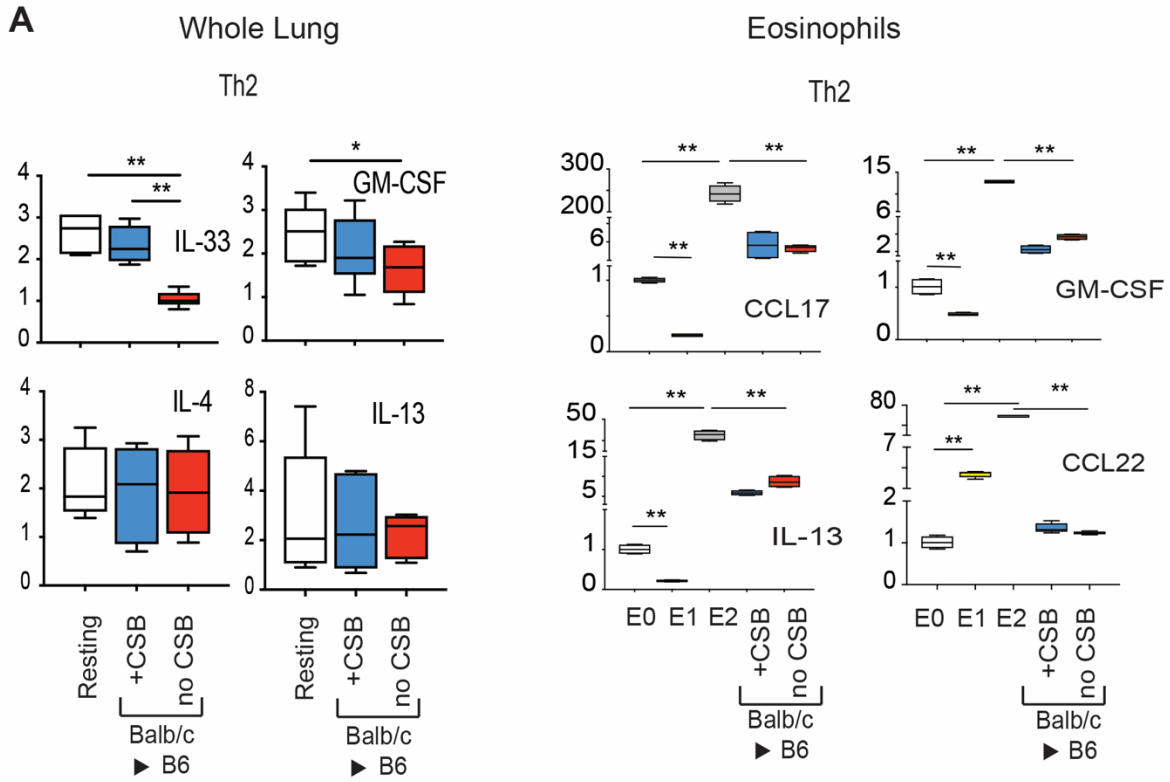 A
Whole Lung
Eosinophils
Th2
Th2
4
3
2
1
0
**
**
IL-33
4
3
2
1
0
*
GM-CSF
300
200
6
2
1
0
**
**
**
CCL17
15
6
2
1
0
**
**
**
GM-CSF
4
3
2
1
0
IL-4
8
6
4
2
0
IL-13
50
15
5
1
0
**
**
**
IL-13
80
7
7
2
2
1
0
**
**
**
CCL22
Resting
+CSB
no CSB
Balb/c
► B6
Resting
+CSB
no CSB
Balb/c
► B6
E0 E1 E2
+CSB
no CSB
Balb/c
► B6
E0 E1 E2
+CSB
no CSB
Balb/c
► B6